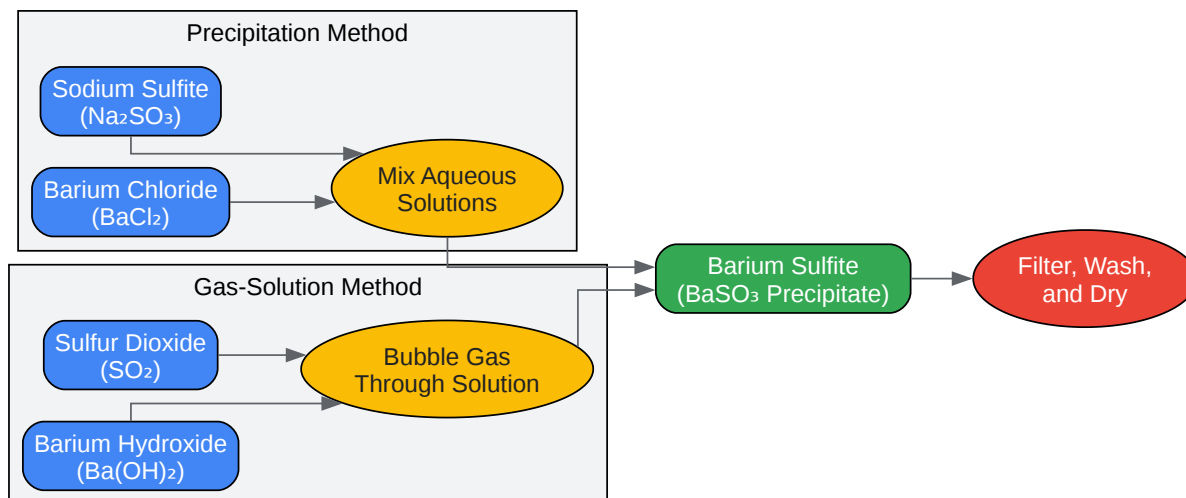 Precipitation Method
Sodium Sulfite
(Na₂SO₃)
Barium Chloride
(BaCl₂)
Mix Aqueous
Solutions
Gas-Solution Method
Sulfur Dioxide
(SO₂)
Barium Hydroxide
(Ba(OH)₂)
Bubble Gas
Through Solution
Barium Sulfite
(BaSO₃ Precipitate)
Filter, Wash,
and Dry